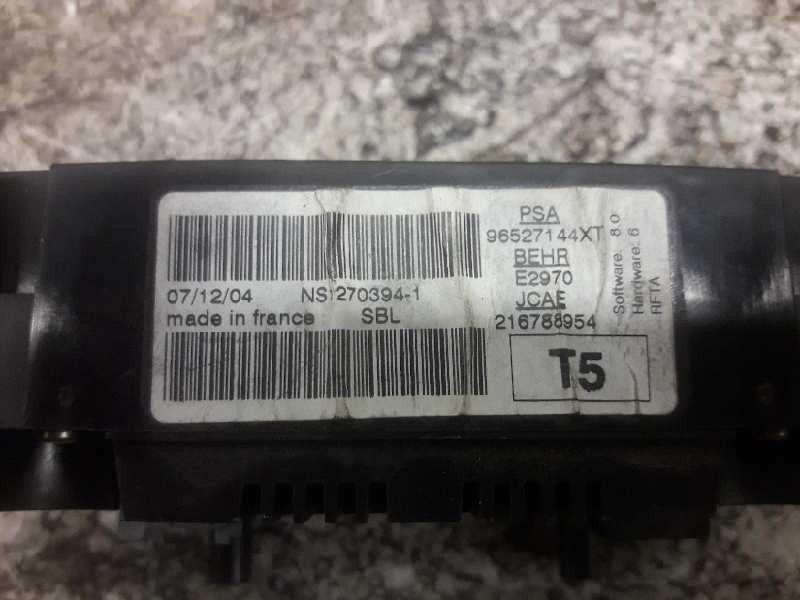 PSA
96527144XT
BEHR
E2970
JCAE
216788954
T5
07/12/04 NS:270394-1
made in france SBL
Software: 8.0
Hardware: 6
RFTA